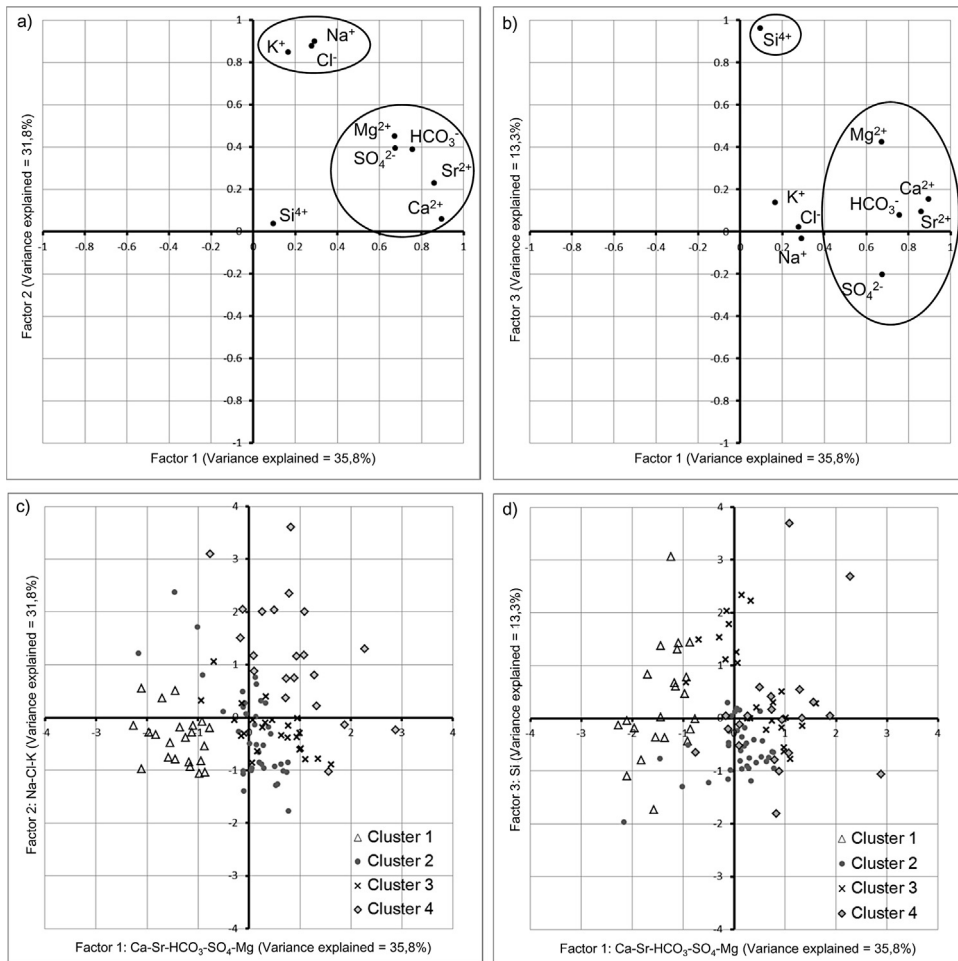 a)
Factor 2 (Variance explained = 31,8%)
1
0.8
0.6
0.4
0.2
0
-0.2
-0.4
-0.6
-0.8
-1
-1 -0.8 -0.6 -0.4 -0.2 0 0.2 0.4 0.6 0.8 1
K⁺
Na⁺
Cl⁻
Mg²⁺
HCO₃⁻
SO₄²⁻
Sr²⁺
Ca²⁺
Si⁴⁺
Factor 1 (Variance explained = 35,8%)
b)
Factor 3 (Variance explained = 13,3%)
1
0.8
0.6
0.4
0.2
0
-0.2
-0.4
-0.6
-0.8
-1
-1 -0.8 -0.6 -0.4 -0.2 0 0.2 0.4 0.6 0.8 1
Si⁴⁺
Mg²⁺
K⁺
Ca²⁺
HCO₃⁻
Cl⁻
Sr²⁺
Na⁺
SO₄²⁻
Factor 1 (Variance explained = 35,8%)
c)
Factor 2: Na-Cl-K (Variance explained = 31,8%)
4
3
2
1
0
-1
-2
-3
-4
-4 -3 -2 -1 0 1 2 3 4
Cluster 1
Cluster 2
Cluster 3
Cluster 4
Factor 1: Ca-Sr-HCO₃-SO₄-Mg (Variance explained = 35,8%)
d)
Factor 3: Si (Variance explained = 13,3%)
4
3
2
1
0
-1
-2
-3
-4
-4 -3 -2 -1 0 1 2 3 4
Cluster 1
Cluster 2
Cluster 3
Cluster 4
Factor 1: Ca-Sr-HCO₃-SO₄-Mg (Variance explained = 35,8%)